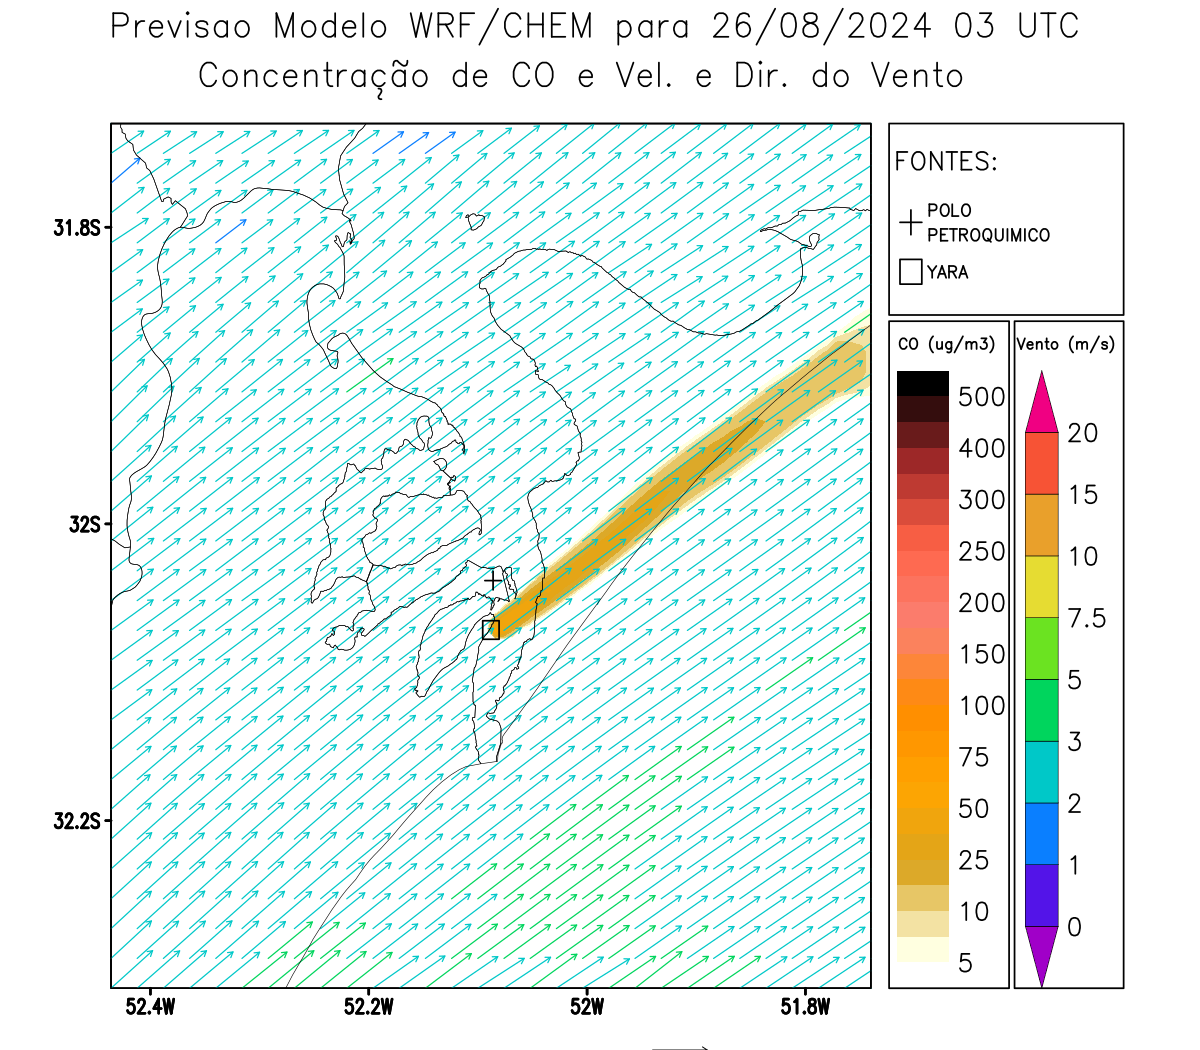 Previsao Modelo WRF/CHEM para 26/08/2024 03 UTC
Concentração de CO e Vel. e Dir. do Vento
FONTES:
POLO
PETROQUIMICO
YARA
CO (ug/m3)
500
400
300
250
200
150
100
75
50
25
10
5
Vento (m/s)
20
15
10
7.5
5
3
2
1
0
31.8S
32S
32.2S
52.4W
52.2W
52W
51.8W